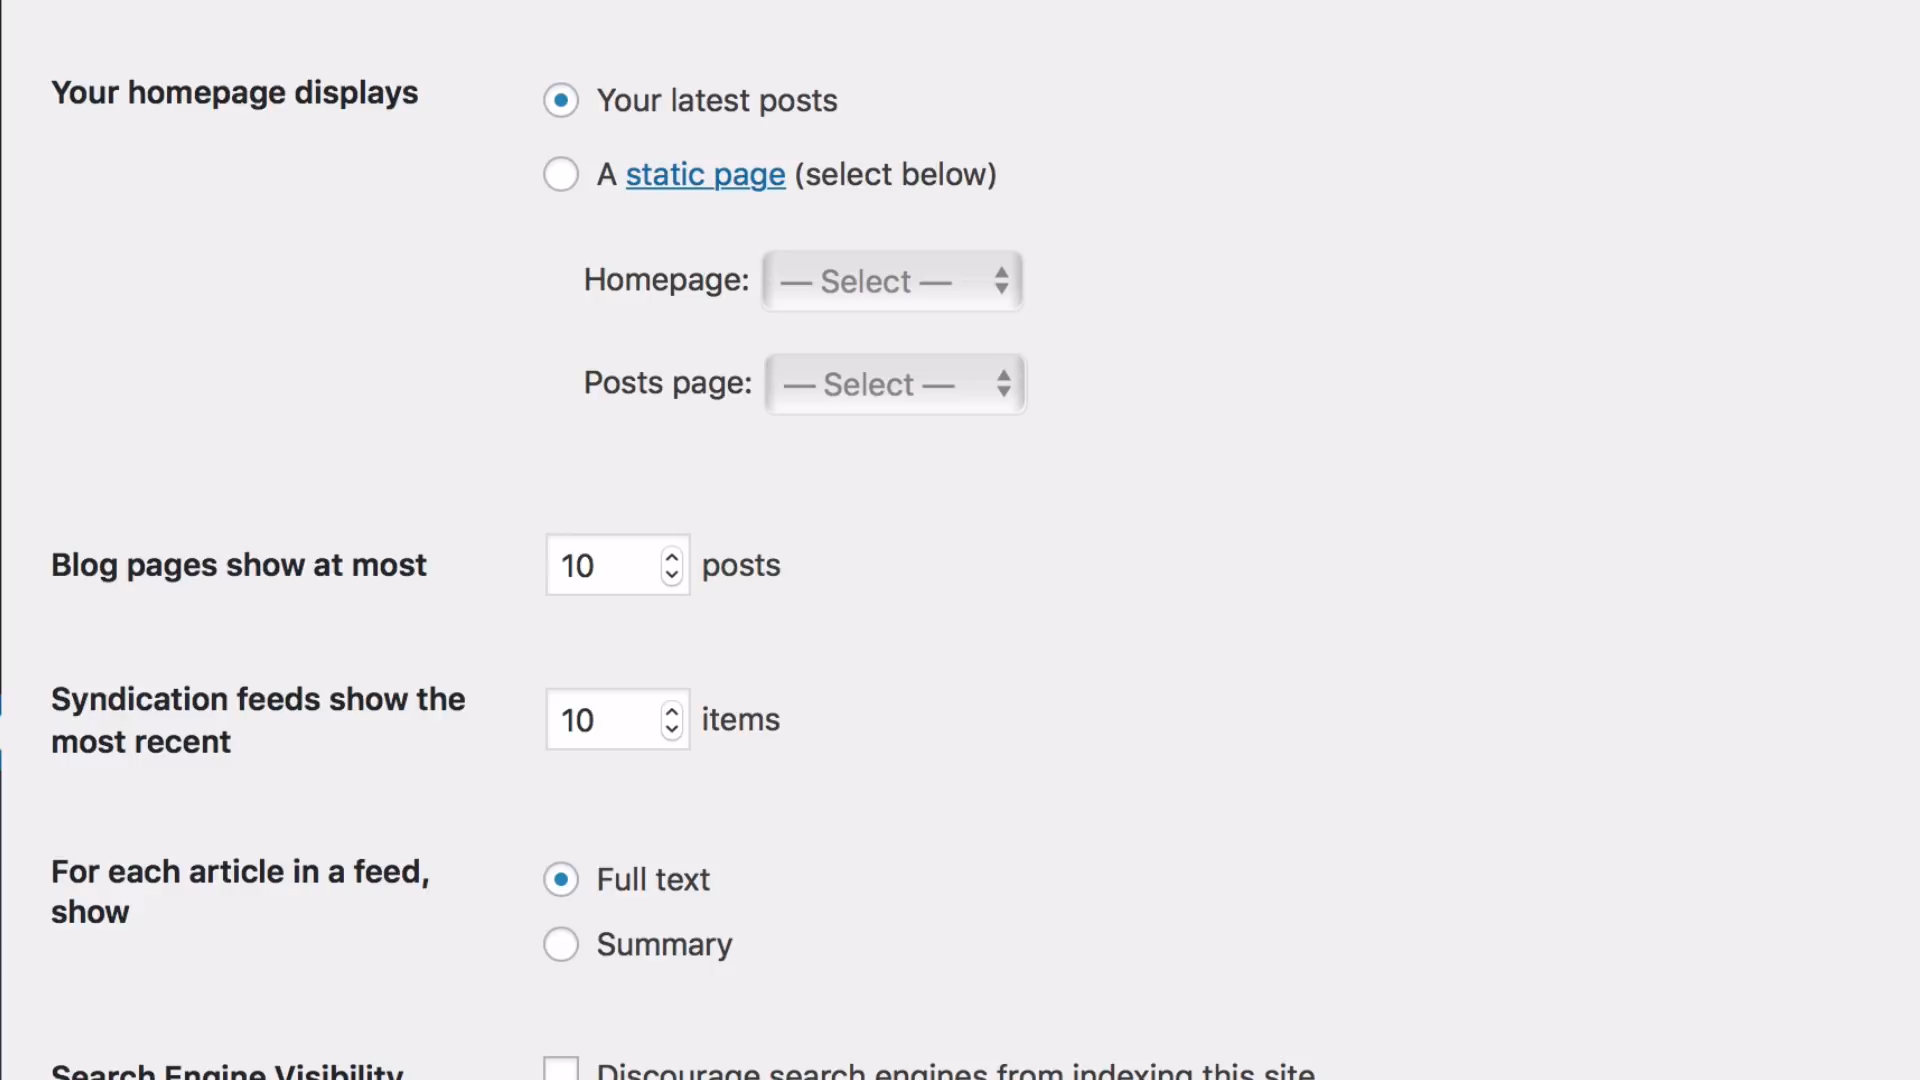 Your homepage displays
Your latest posts
A static page (select below)
Homepage: — Select —
Posts page: — Select —
Blog pages show at most
10 posts
Syndication feeds show the
most recent
10 items
For each article in a feed,
show
Full text
Summary
Search Engine Visibility
Discourage search engines from indexing this site